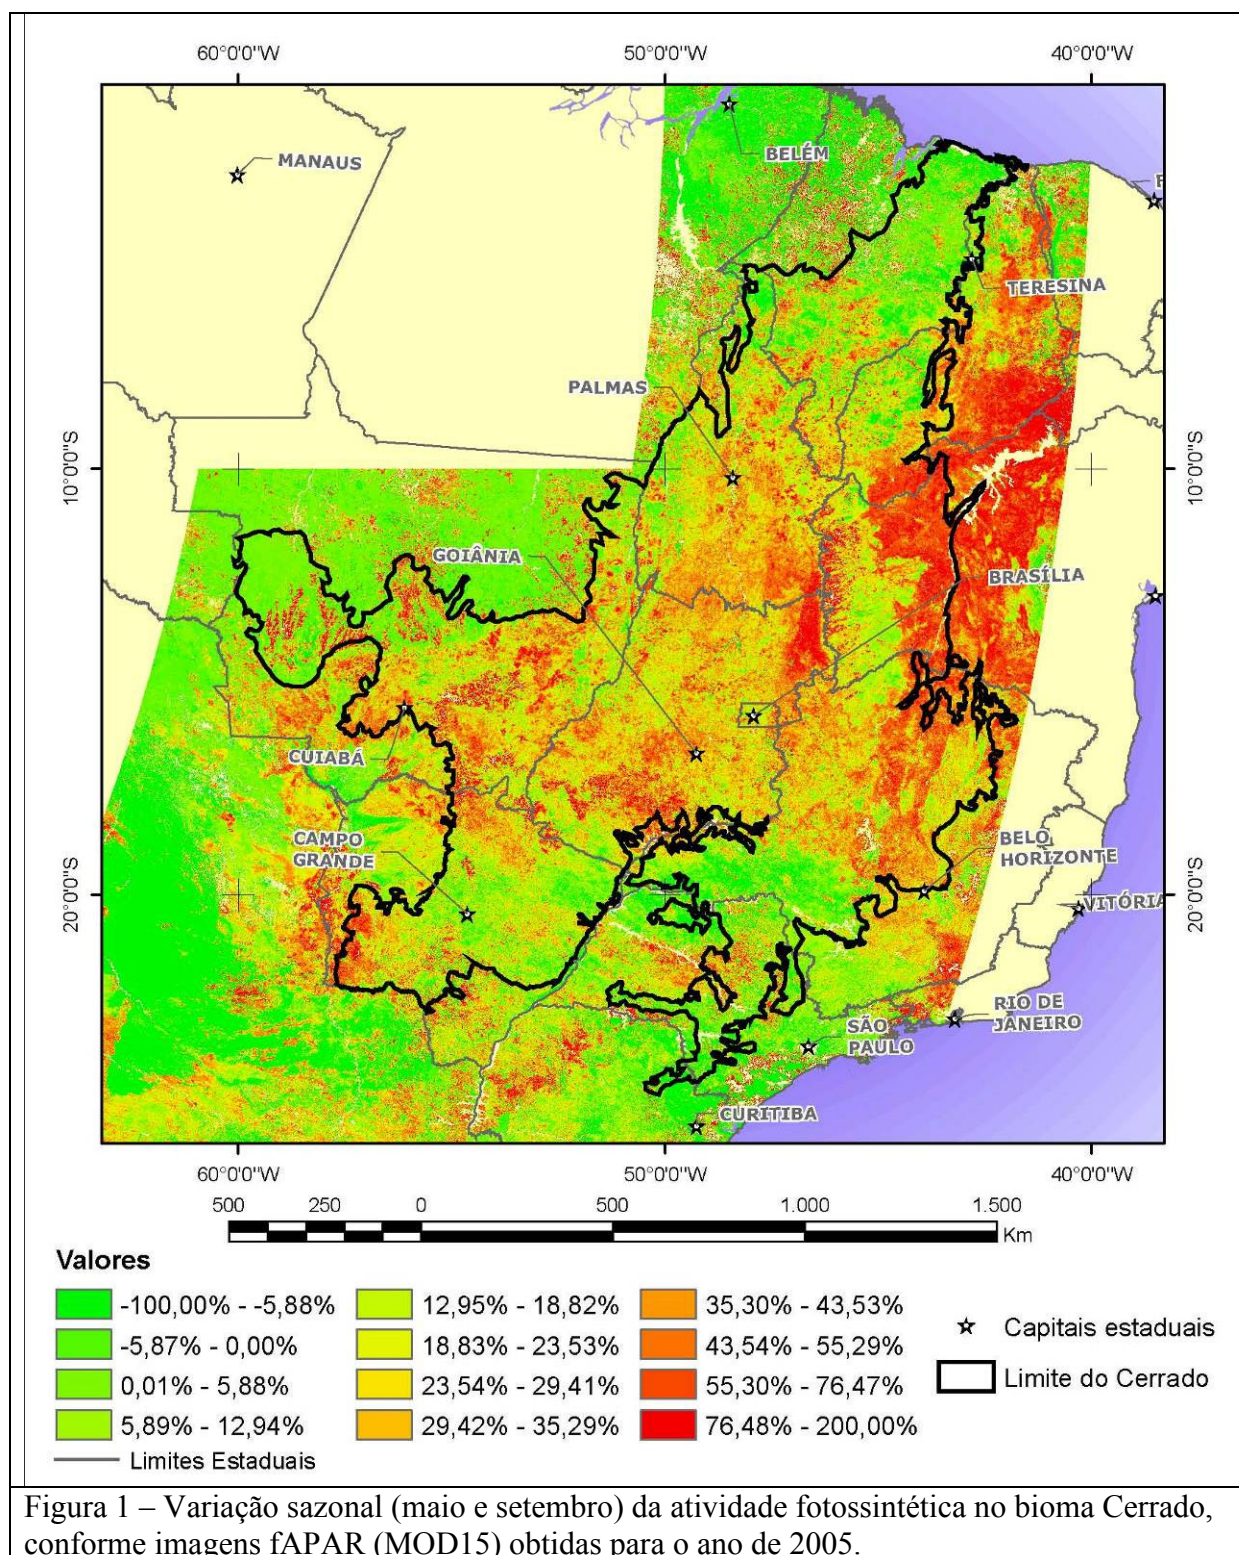 60°0'0"W 50°0'0"W 40°0'0"W
MANAUS
BELÉM
F
TERESINA
PALMAS
10°0'0"S 10°0'0"S
GOIÂNIA
BRASÍLIA
CUIABÁ
CAMPO
GRANDE
BELO
HORIZONTE
20°0'0"S 20°0'0"S
VITÓRIA
RIO DE
JANEIRO
SÃO
PAULO
CURITIBA
60°0'0"W 50°0'0"W 40°0'0"W
500 250 0 500 1.000 1.500
Km
Valores
-100,00% - -5,88% 12,95% - 18,82% 35,30% - 43,53%
-5,87% - 0,00% 18,83% - 23,53% 43,54% - 55,29% Capitais estaduais
0,01% - 5,88% 23,54% - 29,41% 55,30% - 76,47% Limite do Cerrado
5,89% - 12,94% 29,42% - 35,29% 76,48% - 200,00%
Limites Estaduais
Figura 1 – Variação sazonal (maio e setembro) da atividade fotossintética no bioma Cerrado,
conforme imagens fAPAR (MOD15) obtidas para o ano de 2005.